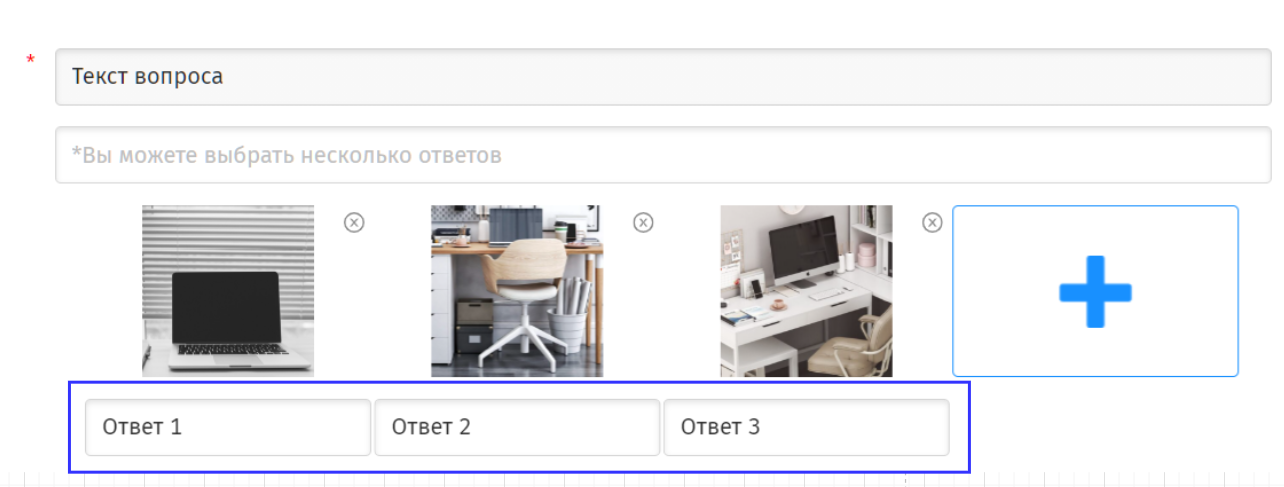 *
Текст вопроса
*Вы можете выбрать несколько ответов
Ответ 1
Ответ 2
Ответ 3